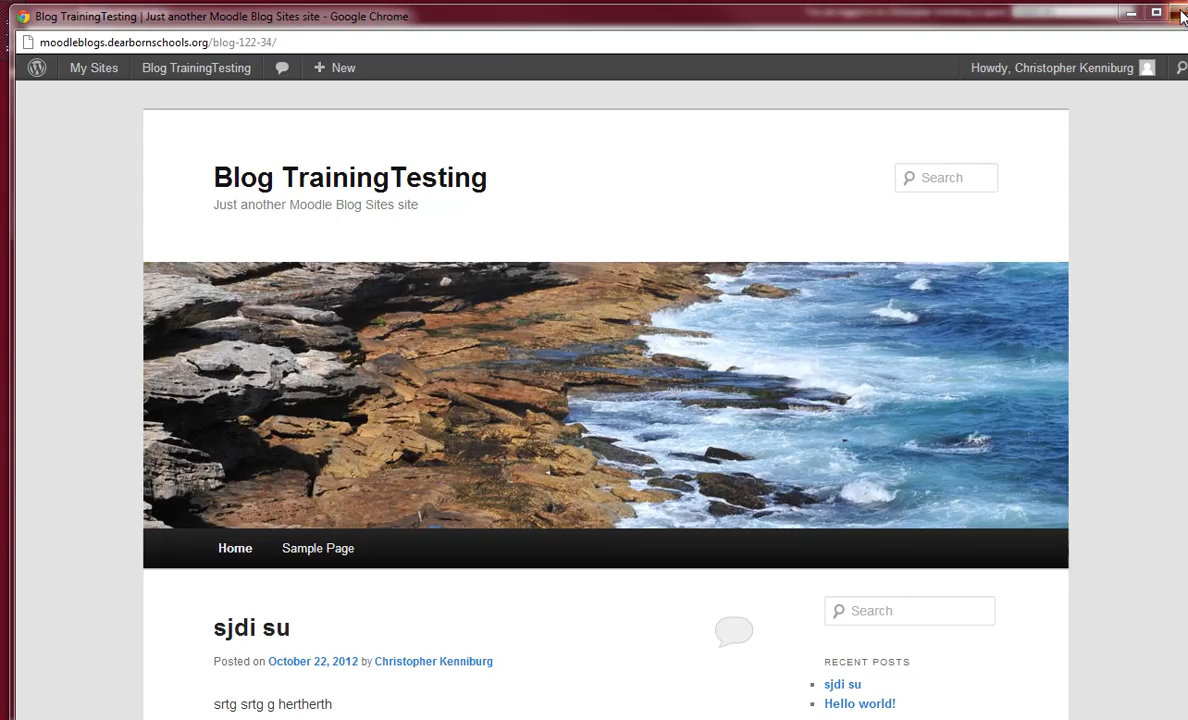 Blog TrainingTesting | Just another Moodle Blog Sites site - Google Chrome
moodleblogs.dearbornschools.org/blog-122-34/
My Sites Blog TrainingTesting New Howdy, Christopher Kenniburg
Blog TrainingTesting
Search
Just another Moodle Blog Sites site
Home Sample Page
sjdi su
Search
Posted on October 22, 2012 by Christopher Kenniburg
RECENT POSTS
sjdi su
srtg srtg g hertherth
Hello world!